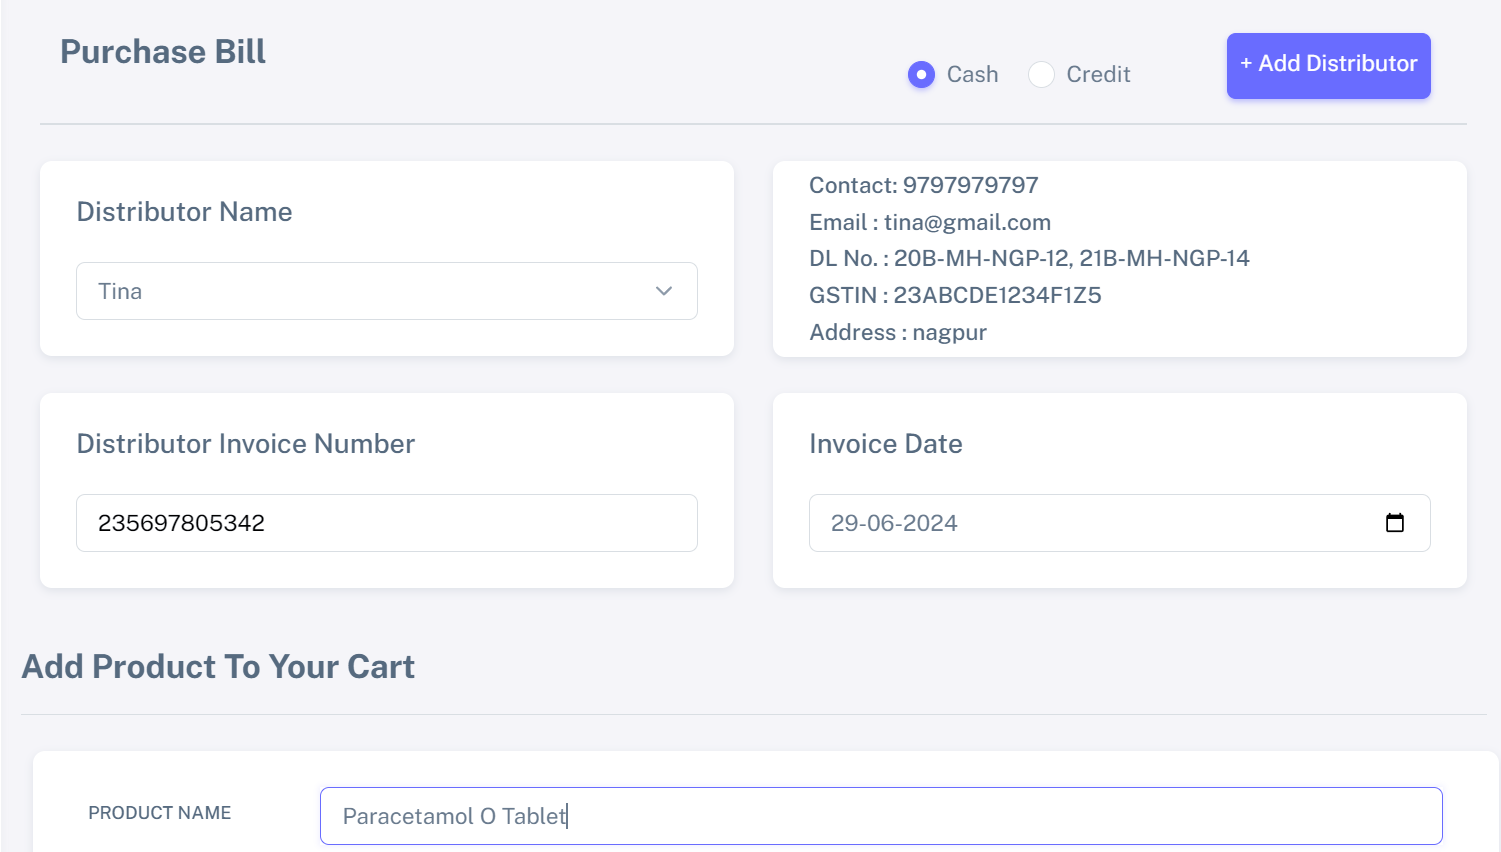 Purchase Bill
Cash
Credit
+ Add Distributor
Distributor Name
Tina
Contact: 9797979797
Email : tina@gmail.com
DL No. : 20B-MH-NGP-12, 21B-MH-NGP-14
GSTIN : 23ABCDE1234F1Z5
Address : nagpur
Distributor Invoice Number
235697805342
Invoice Date
29-06-2024
Add Product To Your Cart
PRODUCT NAME
Paracetamol O Tablet